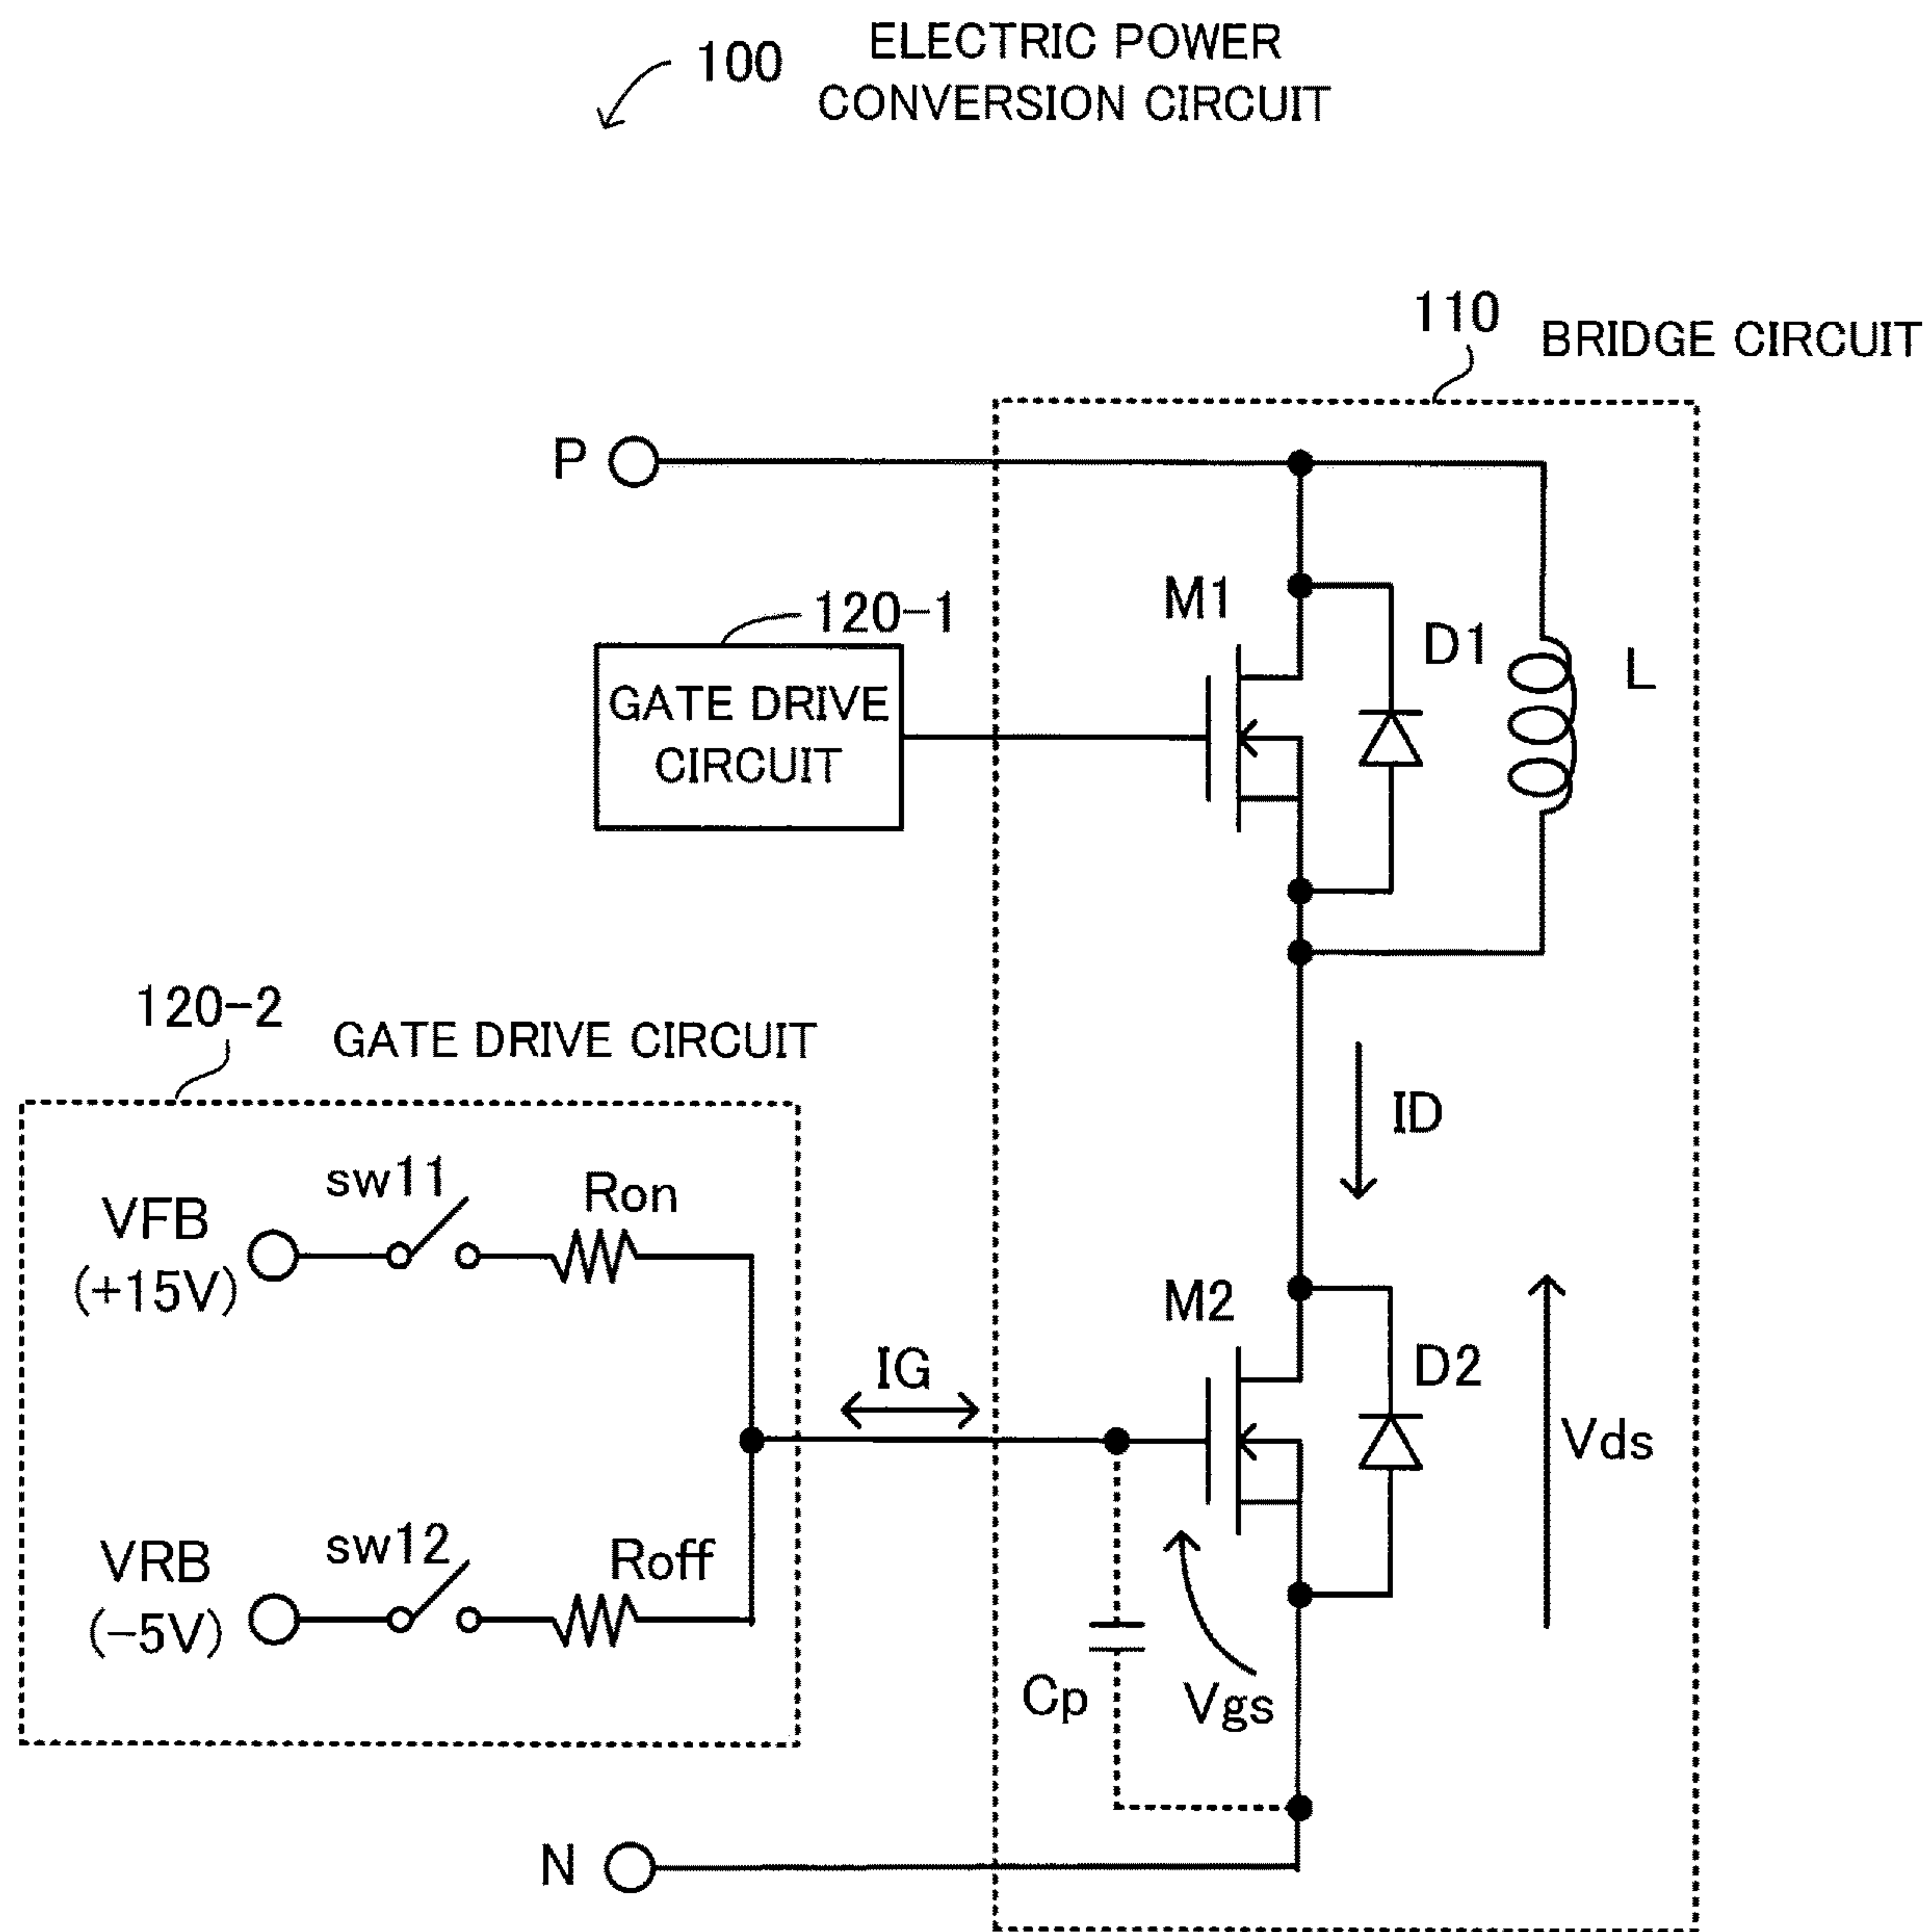 100
ELECTRIC POWER
CONVERSION CIRCUIT
110
BRIDGE CIRCUIT
P
M1
D1
L
120-1
GATE DRIVE
CIRCUIT
120-2
GATE DRIVE CIRCUIT
ID
VFB
(+15V)
sw11
Ron
IG
M2
D2
Vds
VRB
(-5V)
sw12
Roff
Cp
Vgs
N